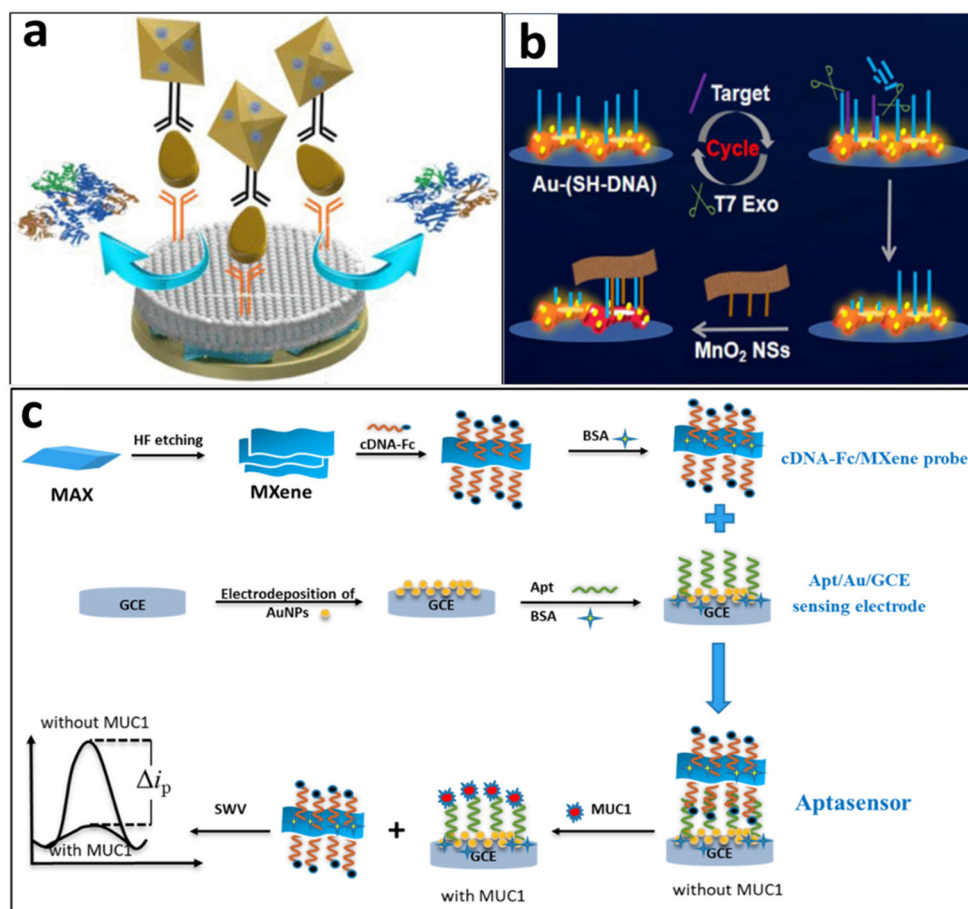 a
b
Target
Cycle
Au-(SH-DNA)
T7 Exo
MnO₂ NSs
c
HF etching
cDNA-Fc
BSA
MAX
MXene
cDNA-Fc/MXene probe
Electrodeposition of
AuNPs
GCE
GCE
Apt
BSA
GCE
Apt/Au/GCE
sensing electrode
without MUC1
Δiₚ
with MUC1
SWV
+
GCE
with MUC1
MUC1
GCE
without MUC1
Aptasensor